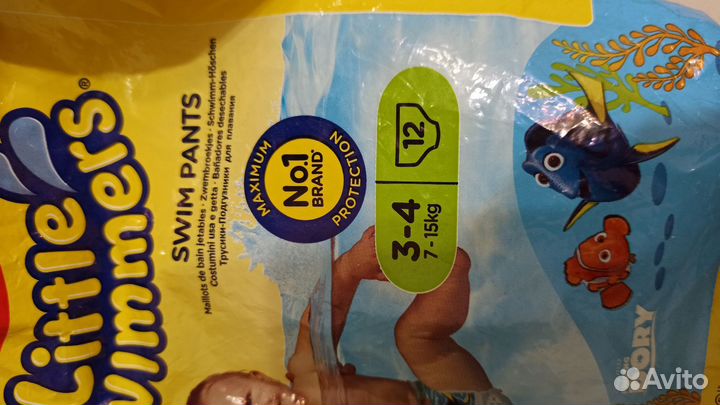 Little
Swimmers®
SWIM PANTS
Maillots de bain jetables • Zwembroekjes • Schwimm-Höschen
Costumini usa e getta • Bañadores desechables
Трусики-Подгузники для плавания
MAXIMUM
No.1
BRAND*
PROTECTION
3-4
7-15kg
12
DORY
Avito